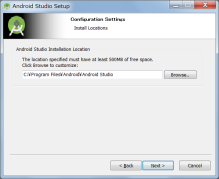 Android Studio Setup
Configuration Settings
Install Locations
Android Studio Installation Location
The location specified must have at least 500MB of free space.
Click Browse to customize:
C:\Program Files\Android\Android Studio
Browse...
< Back
Next >
Cancel